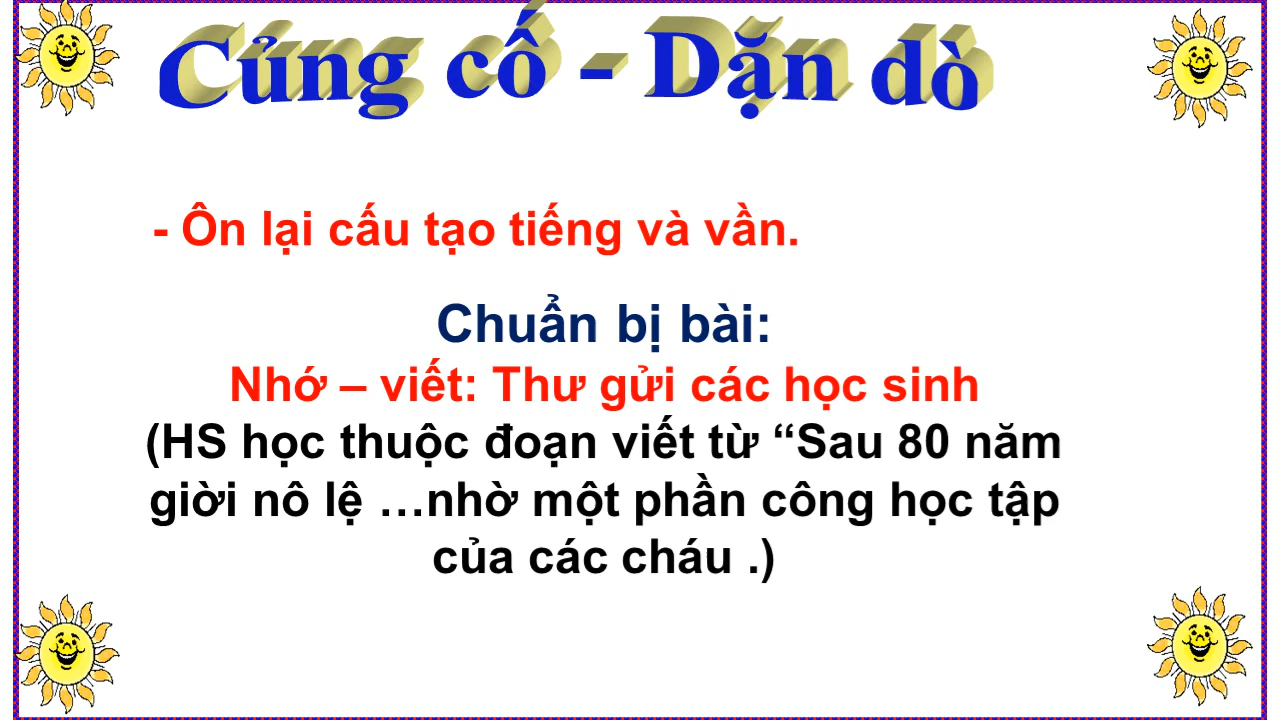 Củng cố - Dặn dò
- Ôn lại cấu tạo tiếng và vần.
Chuẩn bị bài:
Nhớ – viết: Thư gửi các học sinh
(HS học thuộc đoạn viết từ “Sau 80 năm
giời nô lệ …nhờ một phần công học tập
của các cháu .)